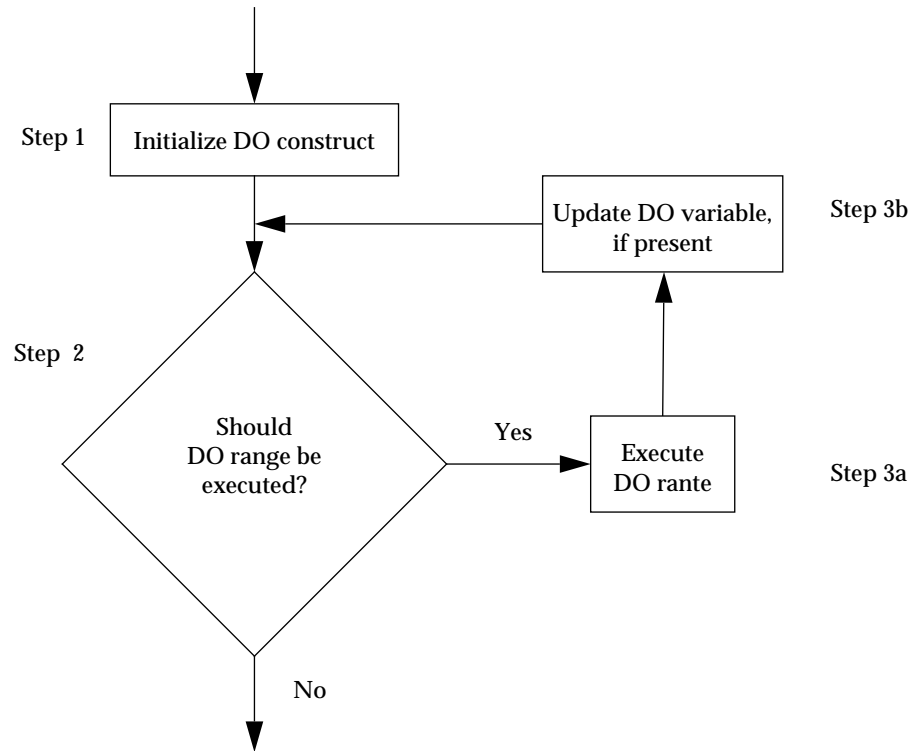 Step 1
Initialize DO construct
Update DO variable,
if present
Step 3b
Step 2
Should
DO range be
executed?
Yes
Execute
DO rante
Step 3a
No